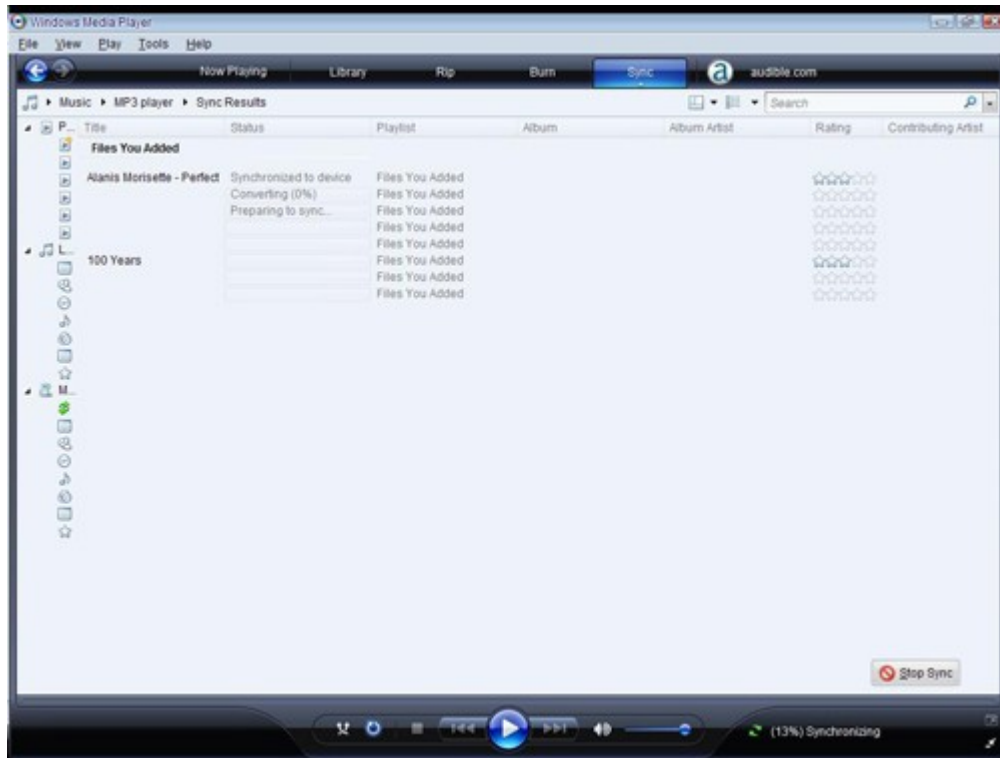 Windows Media Player
File View Play Tools Help
Now Playing Library Rip Burn Sync a audible.com
Music ▸ MP3 player ▸ Sync Results Search
P... Title Status Playlist Album Album Artist Rating Contributing Artist
Files You Added
Alanis Morisette - Perfect Synchronized to device Files You Added
Converting (0%) Files You Added
Preparing to sync... Files You Added
Files You Added
L... Files You Added
100 Years Files You Added
Files You Added
Files You Added
M...
Stop Sync
(13%) Synchronizing